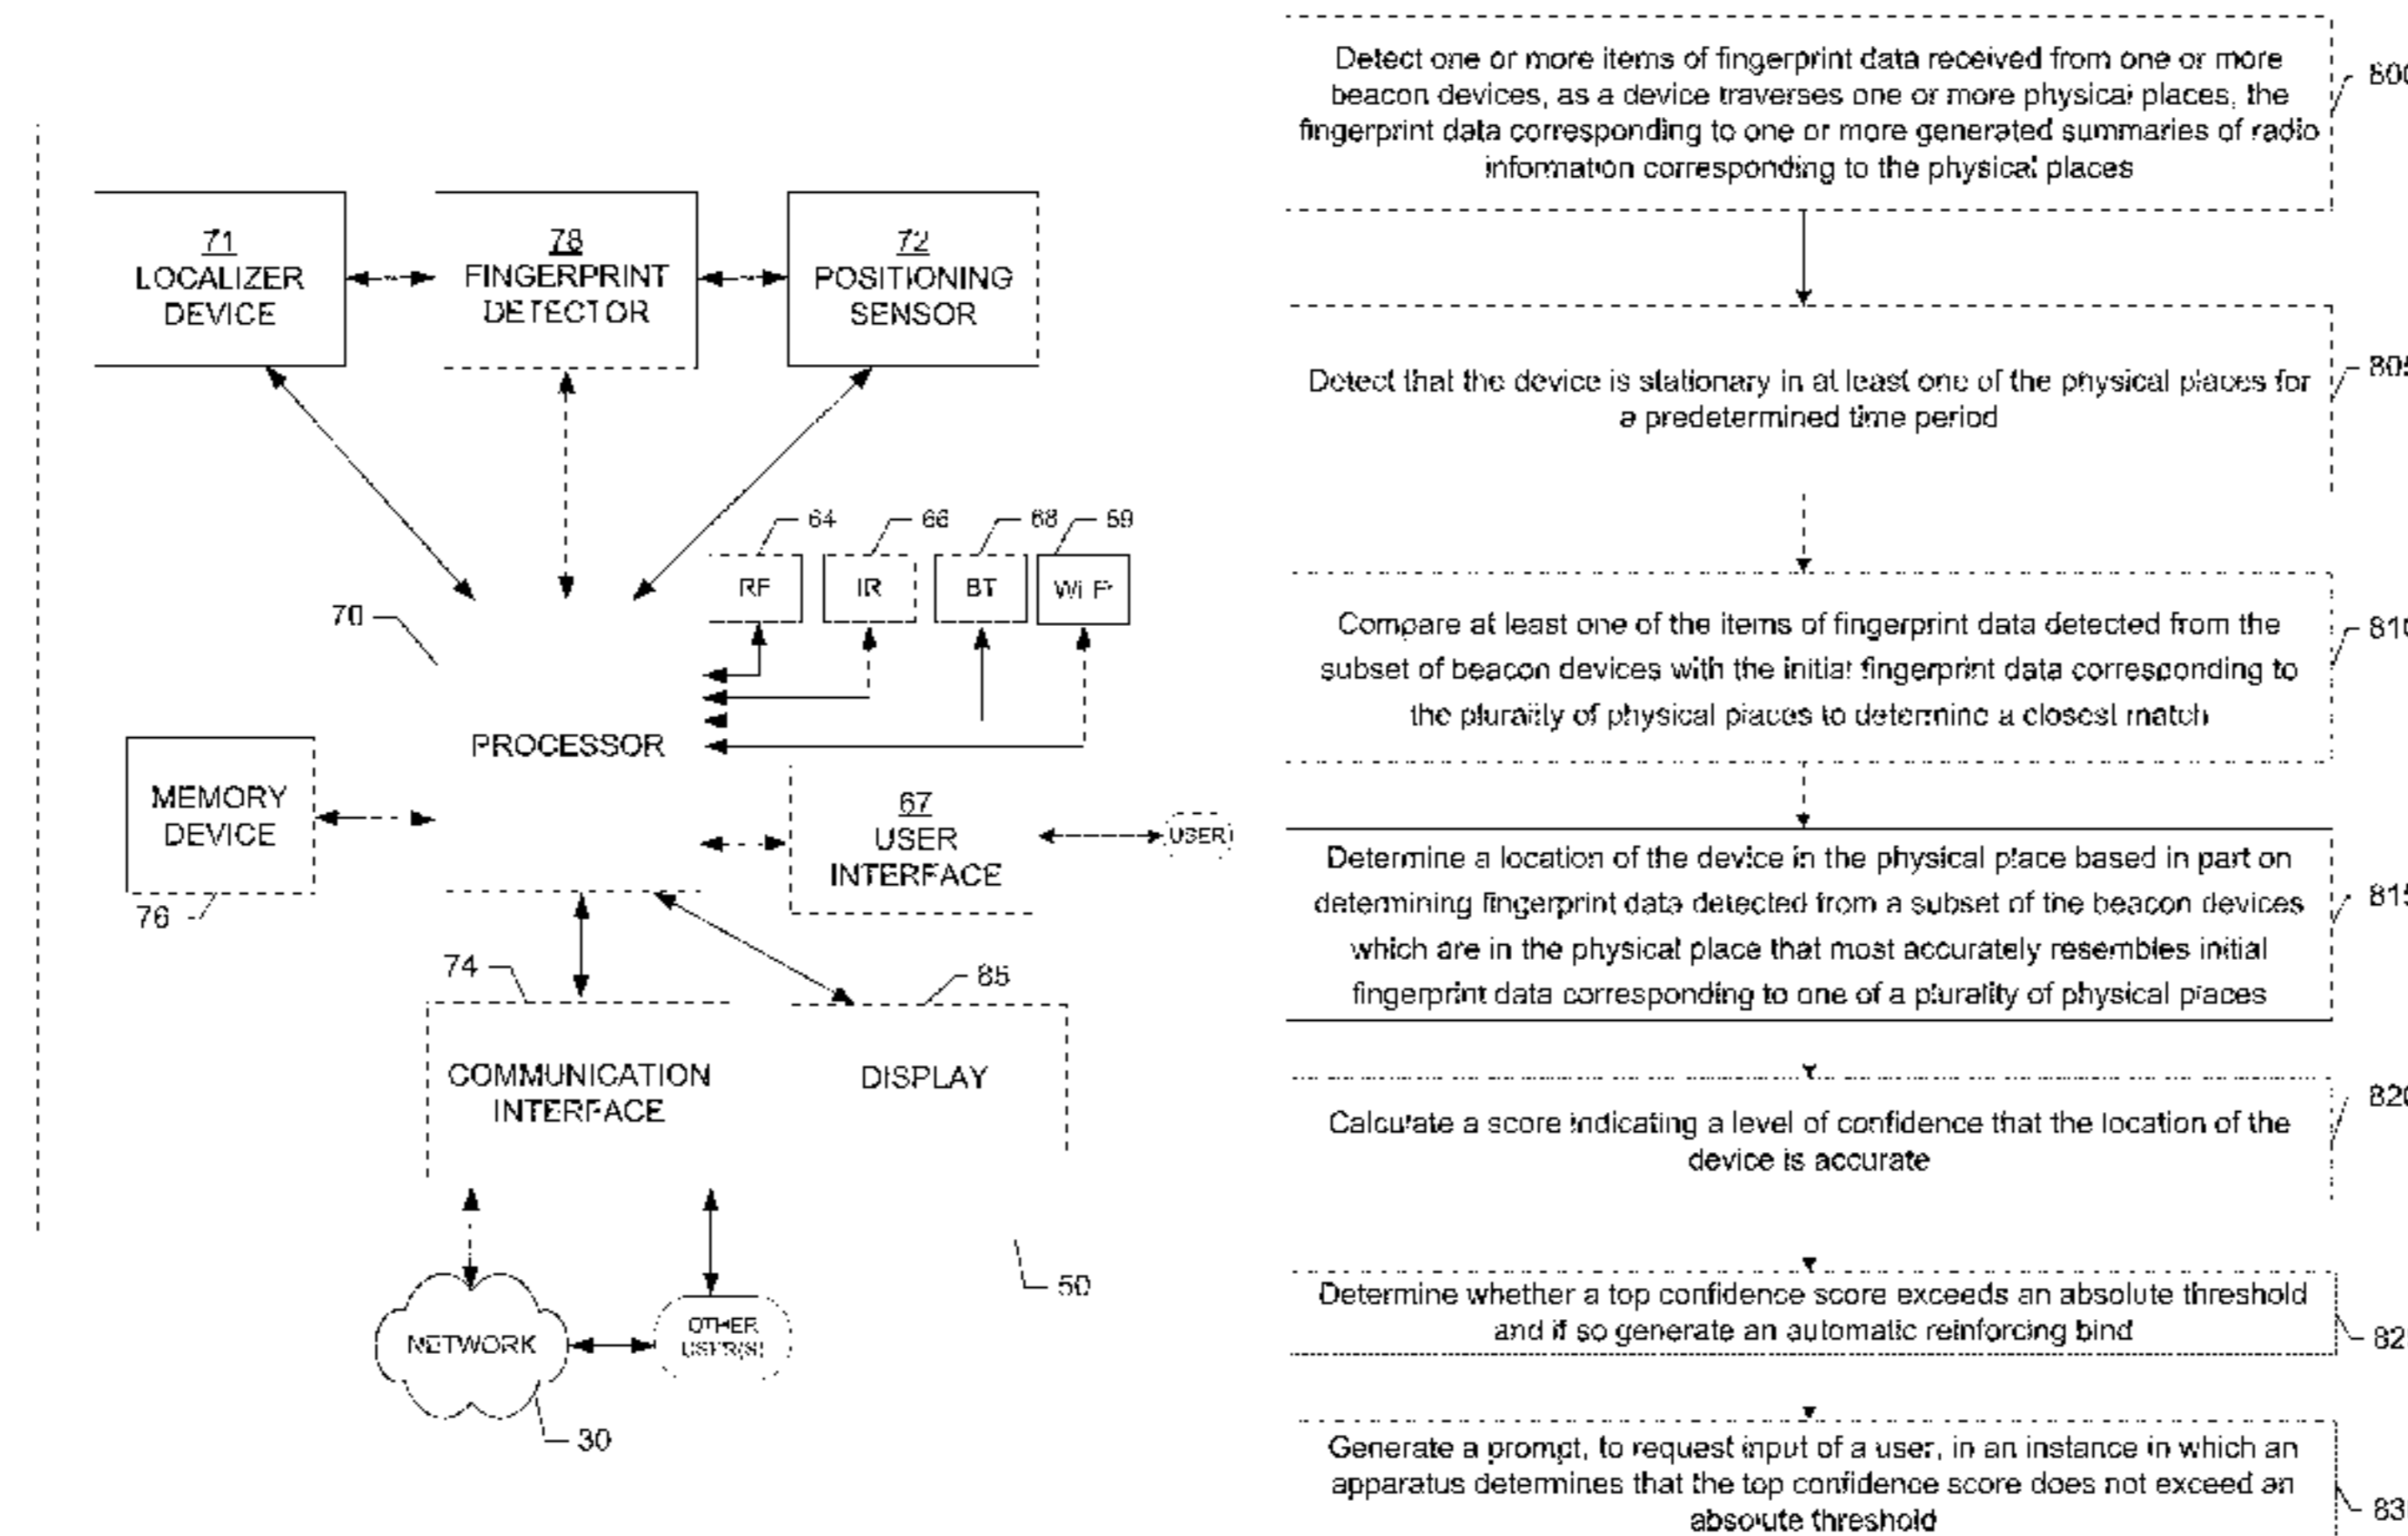 71
LOCALIZER
DEVICE
78
FINGERPRINT
DETECTOR
72
POSITIONING
SENSOR
64
66
68
RF
IR
BT
70
PROCESSOR
MEMORY
DEVICE
76
67
USER
INTERFACE
USER
74
85
COMMUNICATION
INTERFACE
DISPLAY
50
NETWORK
OTHER
USER(S)
30
Detect one or more items of fingerprint data received from one or more
beacon devices, as a device traverses one or more physical places, the
fingerprint data corresponding to one or more generated summaries of radio
information corresponding to the physical places
Detect that the device is stationary in at least one of the physical places for
a predetermined time period
Compare at least one of the items of fingerprint data detected from the
subset of beacon devices with the initial fingerprint data corresponding to
the plurality of physical places to determine a closest match
810
Determine a location of the device in the physical place based in part on
determining fingerprint data detected from a subset of the beacon devices
which are in the physical place that most accurately resembles initial
fingerprint data corresponding to one of a plurality of physical places
815
Calculate a score indicating a level of confidence that the location of the
device is accurate
820
Determine whether a top confidence score exceeds an absolute threshold
and if so generate an automatic reinforcing bind
82
Generate a prompt, to request input of a user, in an instance in which an
apparatus determines that the top confidence score does not exceed an
absolute threshold
83